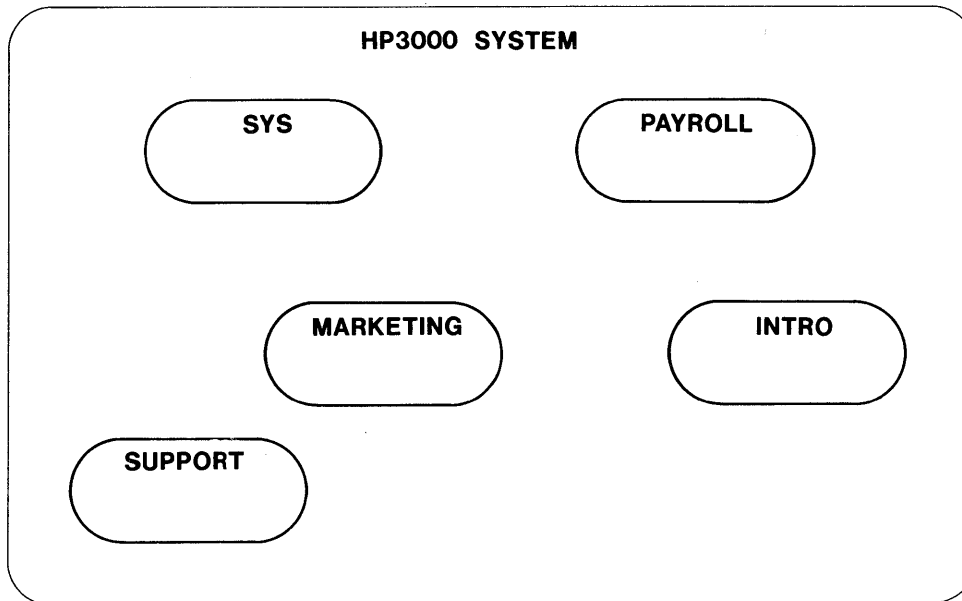 HP3000 SYSTEM
SYS
PAYROLL
MARKETING
INTRO
SUPPORT